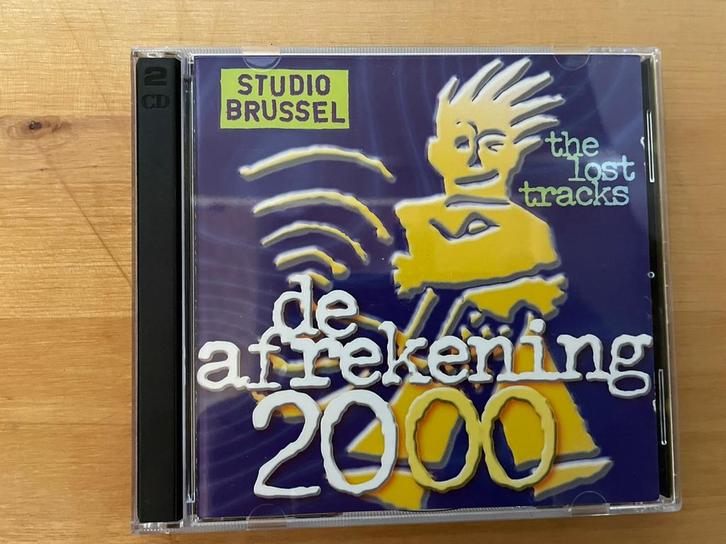 2
CD
STUDIO
BRUSSEL
the
lost
tracks
de
afrekening
2000